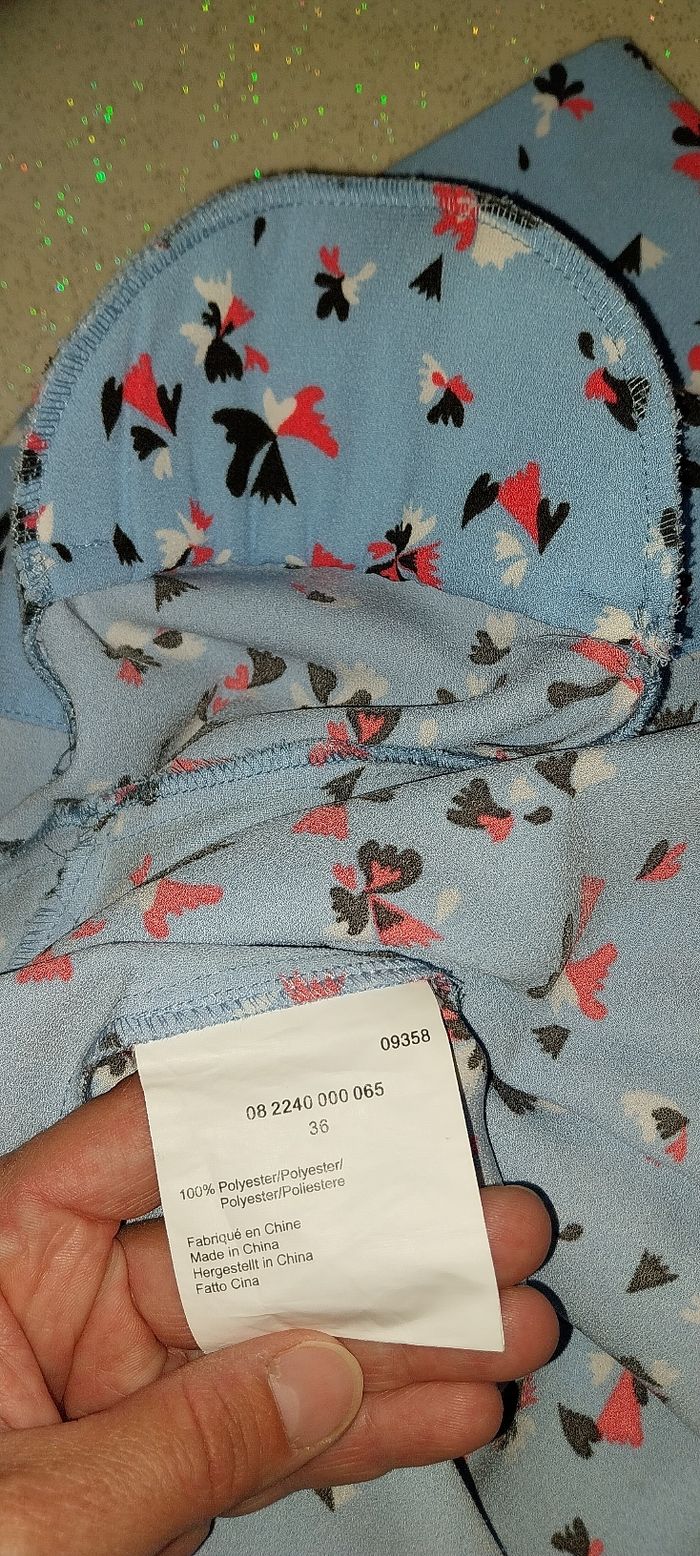 09358
08 2240 000 065
36
100% Polyester/Polyester/
Polyester/Poliestere
Fabriqué en Chine
Made in China
Hergestellt in China
Fatto Cina